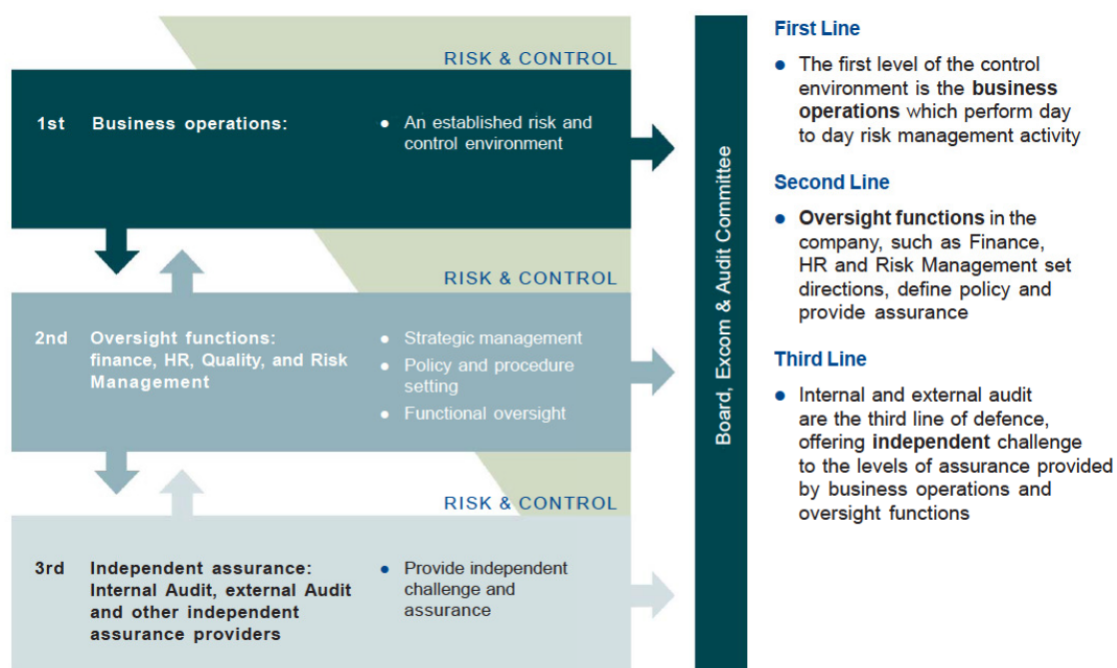 RISK & CONTROL
1st Business operations:
● An established risk and
control environment
RISK & CONTROL
2nd Oversight functions:
finance, HR, Quality, and Risk
Management
● Strategic management
● Policy and procedure
setting
● Functional oversight
RISK & CONTROL
3rd Independent assurance:
Internal Audit, external Audit
and other independent
assurance providers
● Provide independent
challenge and
assurance
Board, Excom & Audit Committee
First Line
● The first level of the control
environment is the business
operations which perform day
to day risk management activity
Second Line
● Oversight functions in the
company, such as Finance,
HR and Risk Management set
directions, define policy and
provide assurance
Third Line
● Internal and external audit
are the third line of defence,
offering independent challenge
to the levels of assurance provided
by business operations and
oversight functions